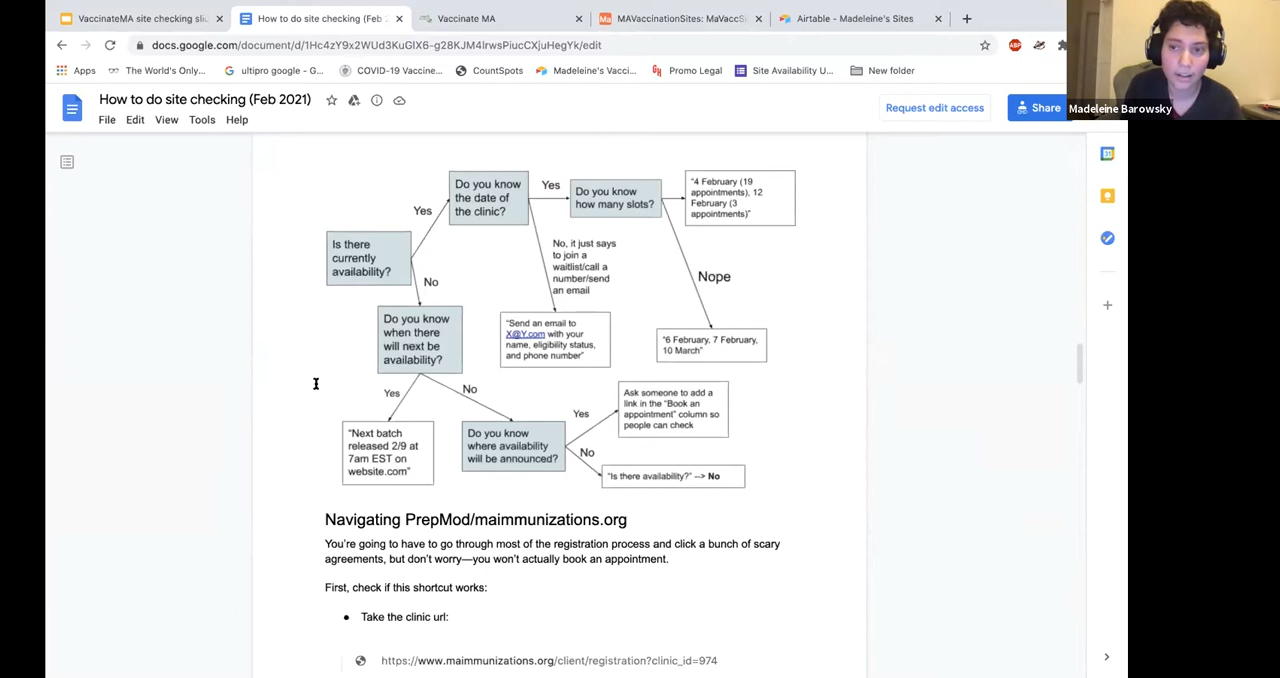 VaccinateMA site checking sli
How to do site checking (Feb 2
Vaccinate MA
MAVaccinationSites: MaVaccS
Airtable - Madeleine's Sites
docs.google.com/document/d/1Hc4zY9x2WUd3KuGIX6-g28KJM4lrwsPiucCXjuHegYk/edit
ABP
Apps
The World's Only...
ultipro google - G...
COVID-19 Vaccine...
CountSpots
Madeleine's Vacci...
Promo Legal
Site Availability U...
New folder
How to do site checking (Feb 2021)
Request edit access
Share
Madeleine Barowsky
File Edit View Tools Help
Do you know
the date of
the clinic?
Yes
Do you know
how many slots?
"4 February (19
appointments), 12
February (3
appointments)"
Yes
Is there
currently
availability?
No, it just says
to join a
waitlist/call a
number/send
an email
Nope
No
Do you know
when there
will next be
availability?
"Send an email to
X@Y.com with your
name, eligibility status,
and phone number"
"6 February, 7 February,
10 March"
Yes
No
Ask someone to add a
link in the "Book an
appointment" column so
people can check
Yes
"Next batch
released 2/9 at
7am EST on
website.com"
Do you know
where availability
will be announced?
No
"Is there availability?" --> No
Navigating PrepMod/maimmunizations.org
You're going to have to go through most of the registration process and click a bunch of scary
agreements, but don't worry—you won't actually book an appointment.
First, check if this shortcut works:
● Take the clinic url:
https://www.maimmunizations.org/client/registration?clinic_id=974